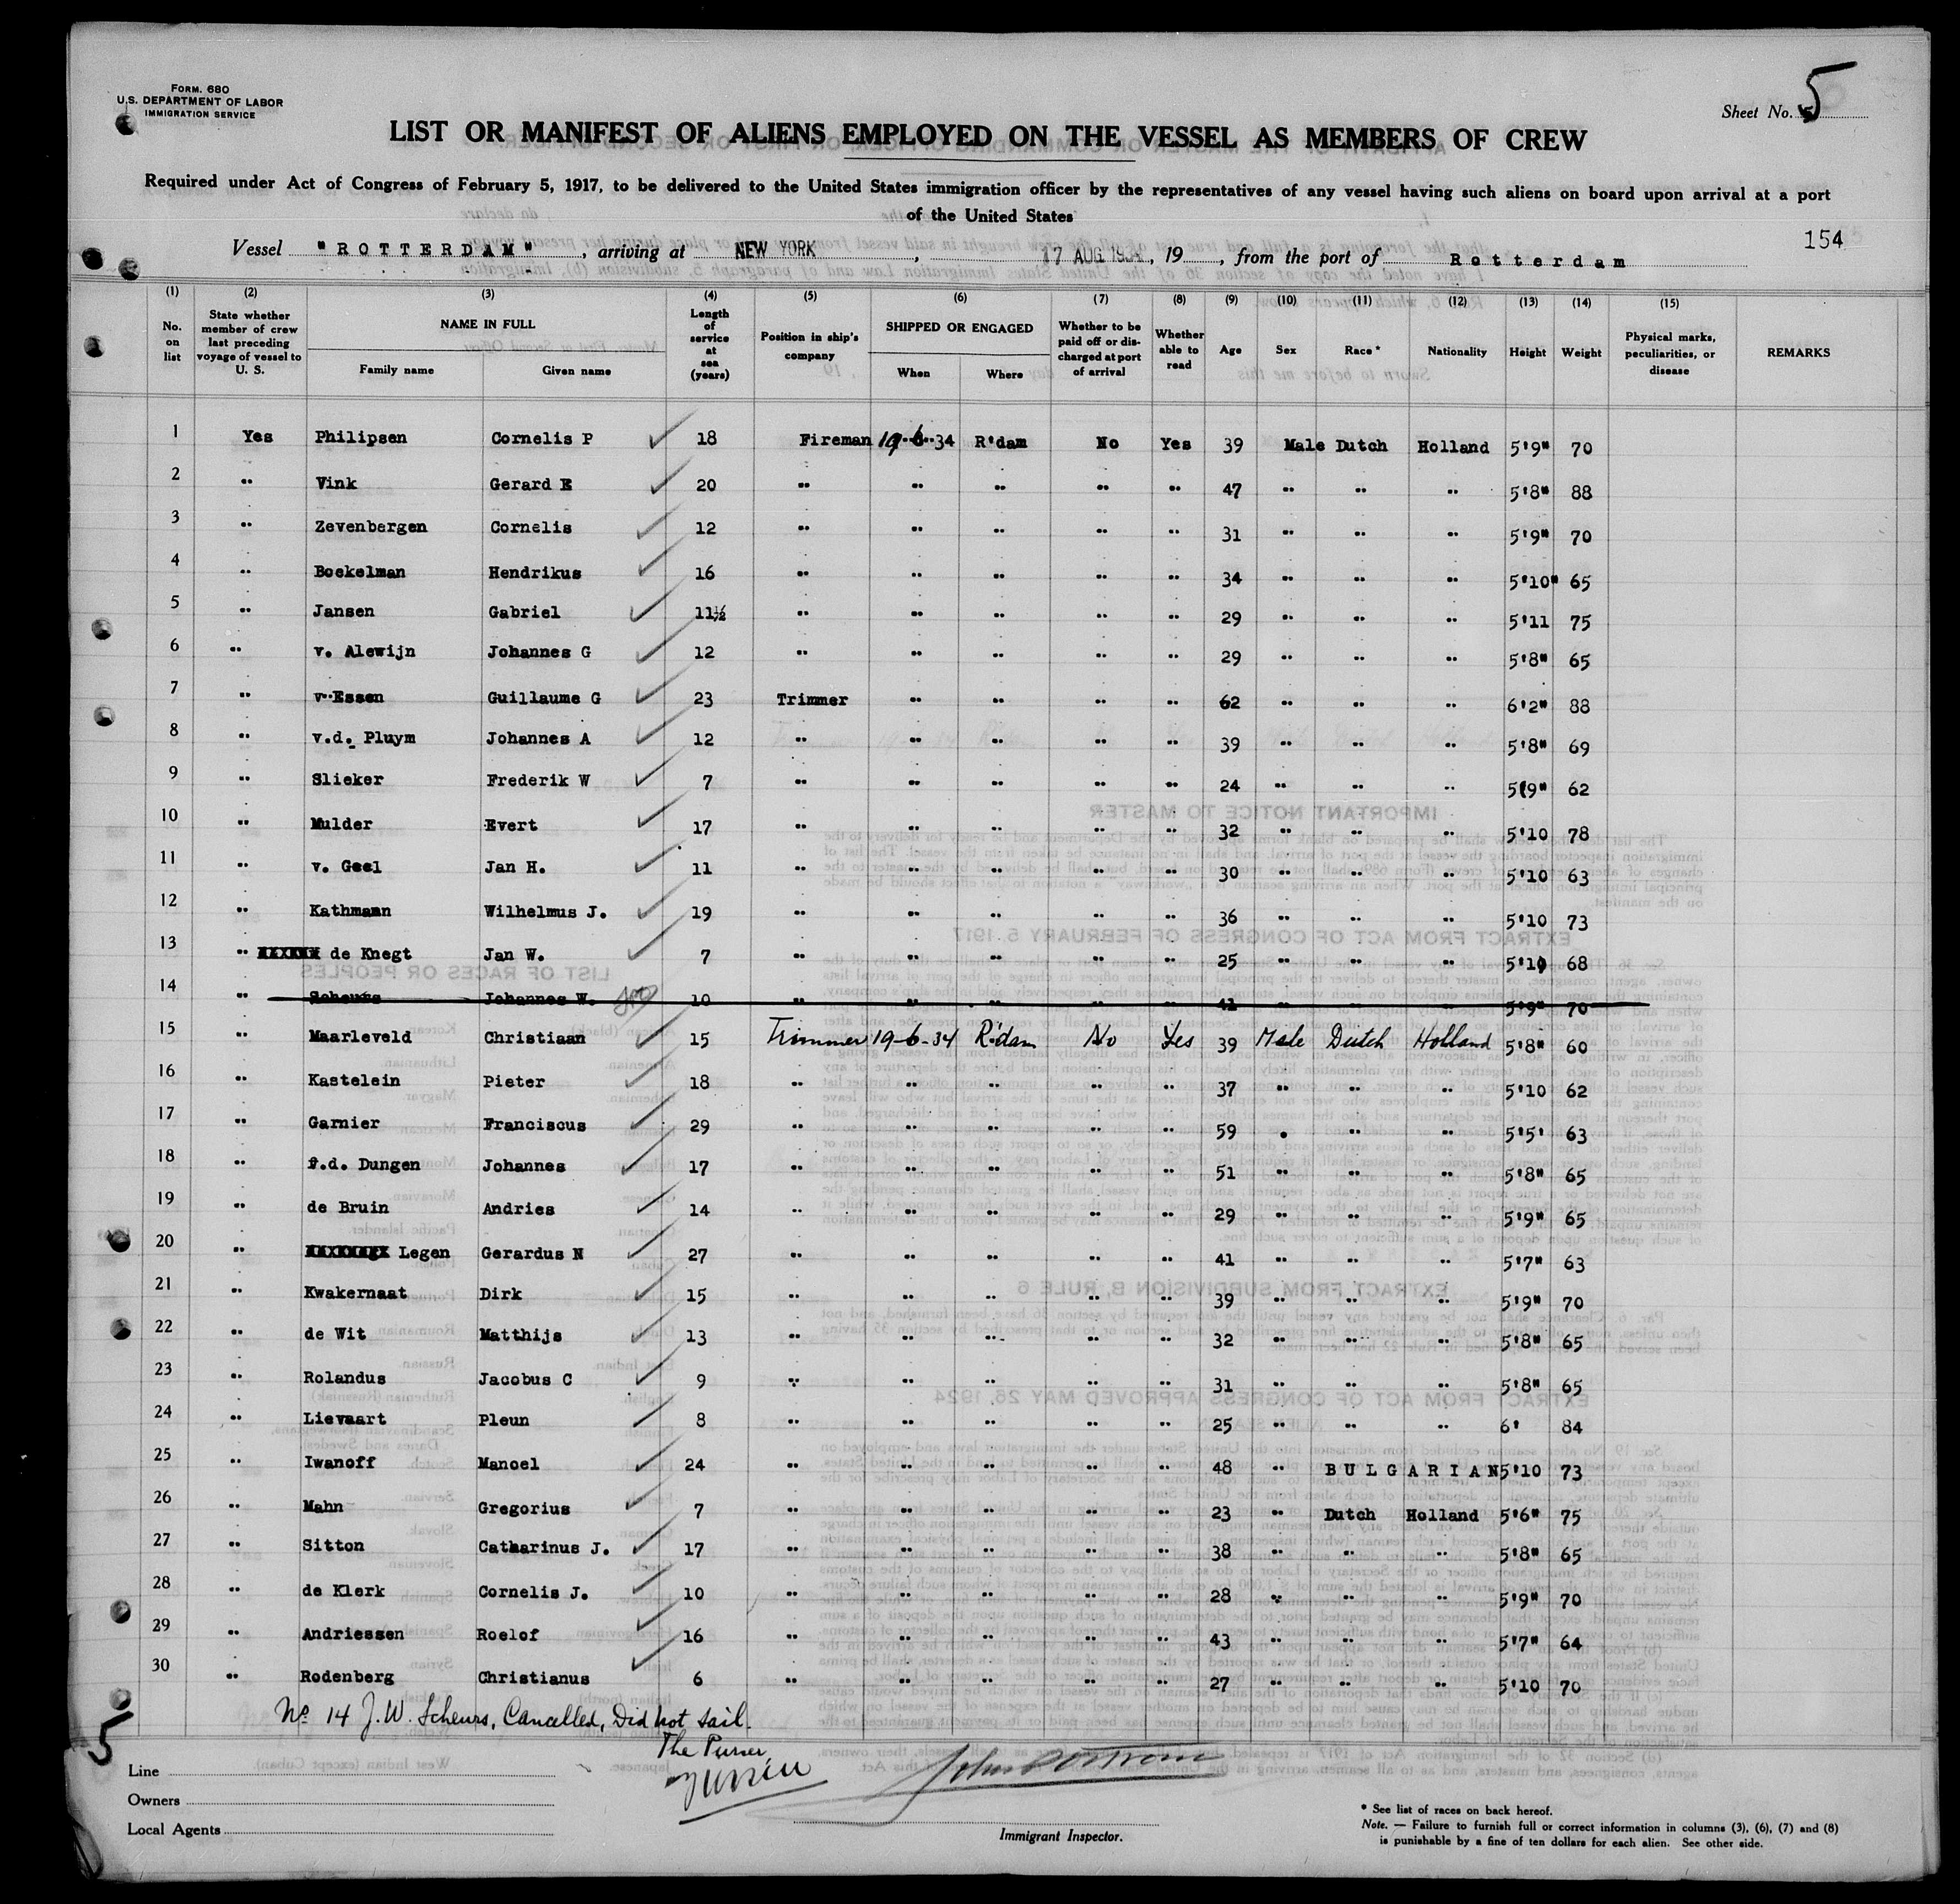 FORM. 680
U.S. DEPARTMENT OF LABOR
IMMIGRATION SERVICE
Sheet No. 5
LIST OR MANIFEST OF ALIENS EMPLOYED ON THE VESSEL AS MEMBERS OF CREW
Required under Act of Congress of February 5, 1917, to be delivered to the United States immigration officer by the representatives of any vessel having such aliens on board upon arrival at a port
of the United States
154
Vessel "ROTTERDAM", arriving at NEW YORK, 17 AUG 1934, 19 , from the port of Rotterdam
(1) (2) (3) (4) (5) (6) (7) (8) (9) (10) (11) (12) (13) (14) (15)
No. on list | State whether member of crew last preceding voyage of vessel to U. S. | NAME IN FULL Family name Given name | Length of service at sea (years) | Position in ship's company | SHIPPED OR ENGAGED When Where | Whether to be paid off or discharged at port of arrival | Whether able to read | Age | Sex | Race* | Nationality | Height | Weight | Physical marks, peculiarities, or disease | REMARKS
1 Yes Philipsen Cornelis P 18 Fireman 19-6-34 R'dam No Yes 39 Male Dutch Holland 5'9" 70
2 " Vink Gerard E 20 " " " " " 47 " " " 5'8" 88
3 " Zevenbergen Cornelis 12 " " " " " 31 " " " 5'9" 70
4 " Boekelman Hendrikus 16 " " " " " 34 " " " 5'10" 65
5 " Jansen Gabriel 11½ " " " " " 29 " " " 5'11 75
6 " v. Alewijn Johannes G 12 " " " " " 29 " " " 5'8" 65
7 " v. Essen Guillaume G 23 Trimmer " " " " 62 " " " 6'2" 88
8 " v.d. Pluym Johannes A 12 " " " " " 39 " " " 5'8" 69
9 " Slieker Frederik W 7 " " " " " 24 " " " 5'9" 62
10 " Mulder Evert 17 " " " " " 32 " " " 5'10 78
11 " v. Geel Jan H. 11 " " " " " 30 " " " 5'10 63
12 " Kathmann Wilhelmus J. 19 " " " " " 36 " " " 5'10 73
13 " de Knegt Jan W. 7 " " " " " 25 " " " 5'10 68
14 " Scheurs Johannes W. 10 " " " " " 41 " " " 5'9" 70
15 " Maarleveld Christiaan 15 Trimmer 19-6-34 R'dam No Yes 39 Male Dutch Holland 5'8" 60
16 " Kastelein Pieter 18 " " " " " 37 " " " 5'10 62
17 " Garnier Franciscus 29 " " " " " 59 " " " 5'5' 63
18 " v.d. Dungen Johannes 17 " " " " " 51 " " " 5'8" 65
19 " de Bruin Andries 14 " " " " " 29 " " " 5'9" 65
20 " Legen Gerardus N 27 " " " " " 41 " " " 5'7" 63
21 " Kwakernaat Dirk 15 " " " " " 39 " " " 5'9" 70
22 " de Wit Matthijs 13 " " " " " 32 " " " 5'8" 65
23 " Rolandus Jacobus C 9 " " " " " 31 " " " 5'8" 65
24 " Lievaart Pleun 8 " " " " " 25 " " " 6' 84
25 " Iwanoff Manoel 24 " " " " " 48 " BULGARIAN 5'10 73
26 " Mahn Gregorius 7 " " " " " 23 " Dutch Holland 5'6" 75
27 " Sitton Catharinus J. 17 " " " " " 38 " " " 5'8" 65
28 " de Klerk Cornelis J. 10 " " " " " 28 " " " 5'9" 70
29 " Andriessen Roelof 16 " " " " " 43 " " " 5'7" 64
30 " Rodenberg Christianus 6 " " " " " 27 " " " 5'10 70
No. 14 J.W. Scheurs, Cancelled, Did not sail.
The Purser,
5
Line
Owners
Local Agents
Immigrant Inspector.
* See list of races on back hereof.
Note. — Failure to furnish full or correct information in columns (3), (6), (7) and (8)
is punishable by a fine of ten dollars for each alien. See other side.